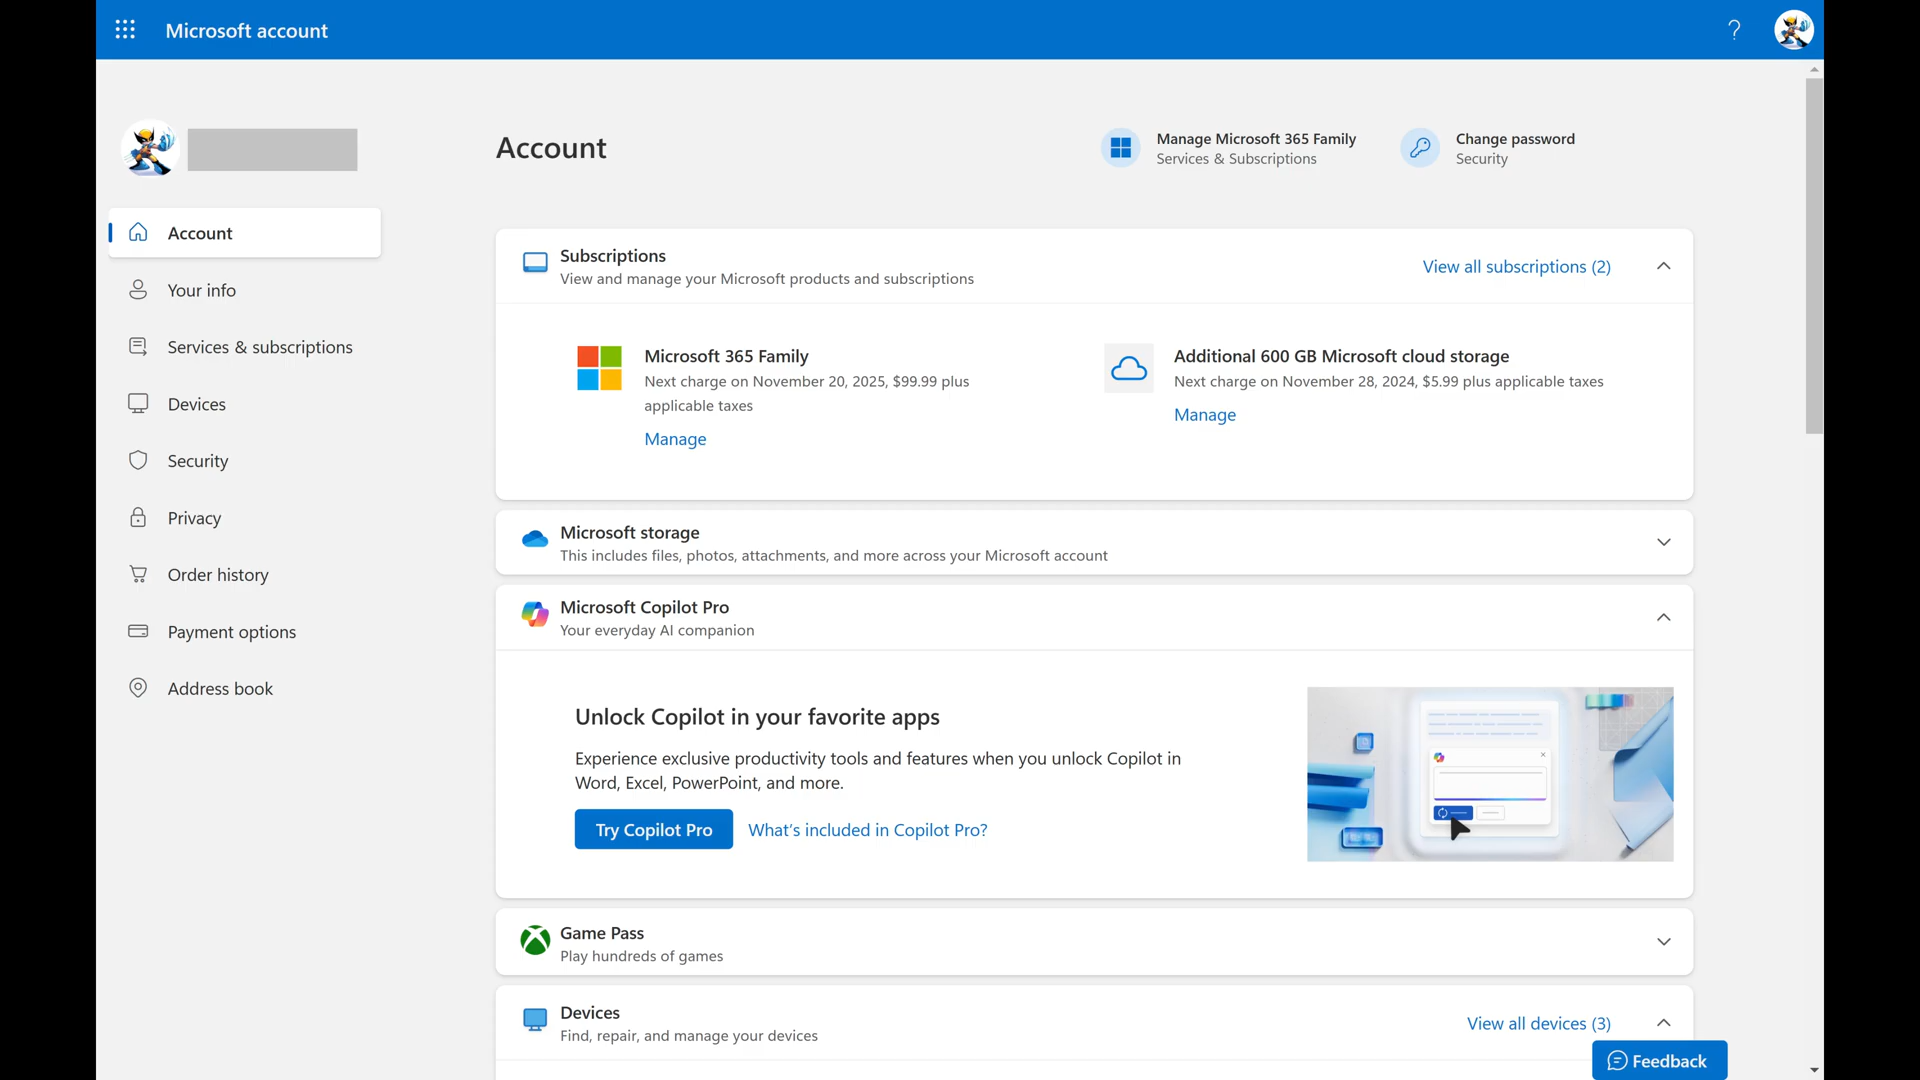 Microsoft account
?
Account
Manage Microsoft 365 Family
Services & Subscriptions
Change password
Security
Account
Your info
Services & subscriptions
Devices
Security
Privacy
Order history
Payment options
Address book
Subscriptions
View and manage your Microsoft products and subscriptions
View all subscriptions (2)
Microsoft 365 Family
Next charge on November 20, 2025, $99.99 plus
applicable taxes
Manage
Additional 600 GB Microsoft cloud storage
Next charge on November 28, 2024, $5.99 plus applicable taxes
Manage
Microsoft storage
This includes files, photos, attachments, and more across your Microsoft account
Microsoft Copilot Pro
Your everyday AI companion
Unlock Copilot in your favorite apps
Experience exclusive productivity tools and features when you unlock Copilot in
Word, Excel, PowerPoint, and more.
Try Copilot Pro
What's included in Copilot Pro?
Game Pass
Play hundreds of games
Devices
Find, repair, and manage your devices
View all devices (3)
Feedback